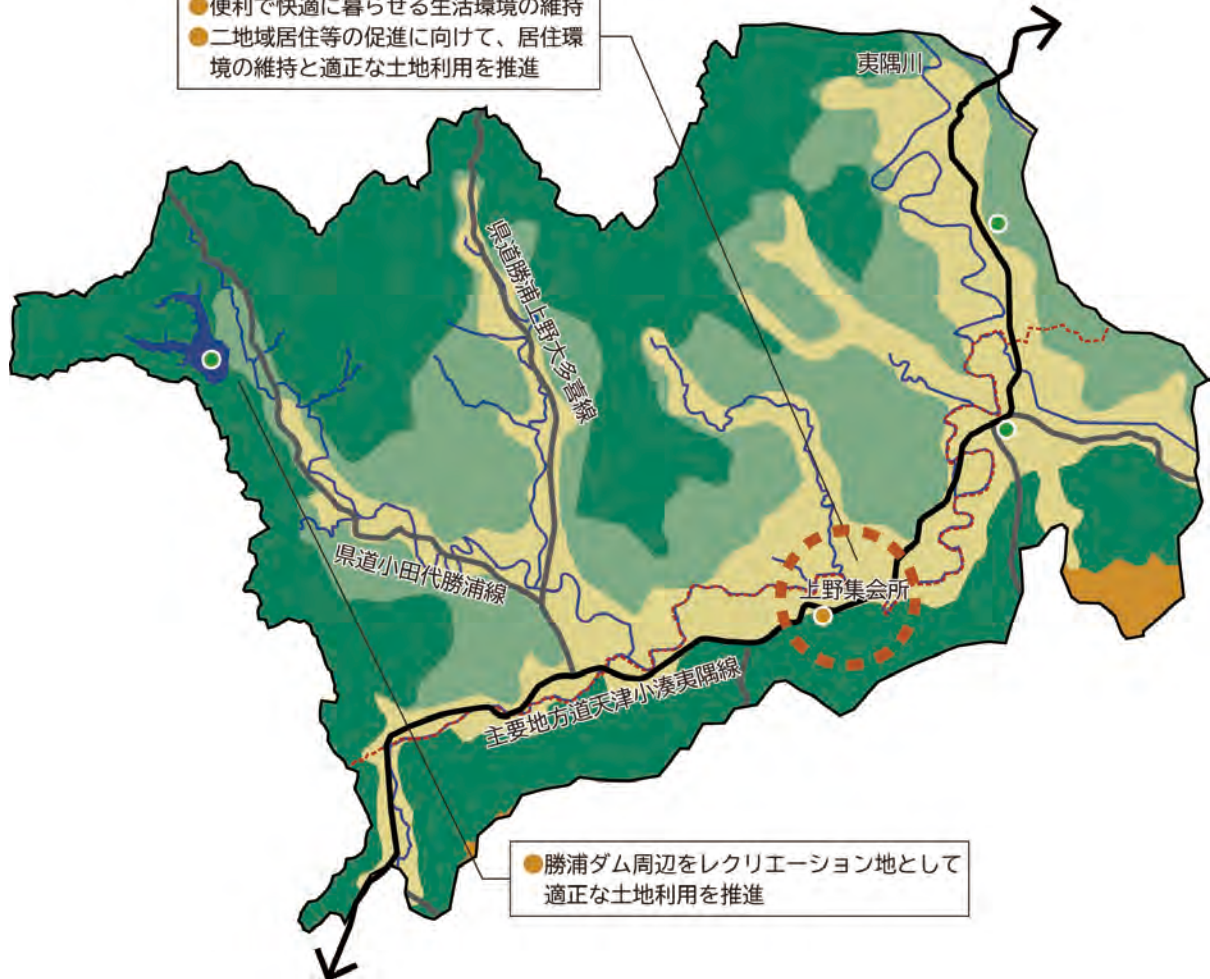 ●便利で快適に暮らせる生活環境の維持
●二地域居住等の促進に向けて、居住環
境の維持と適正な土地利用を推進
夷隅川
県道勝浦上野大多喜線
県道小田代勝浦線
上野集会所
主要地方道天津小湊夷隅線
●勝浦ダム周辺をレクリエーション地として
適正な土地利用を推進